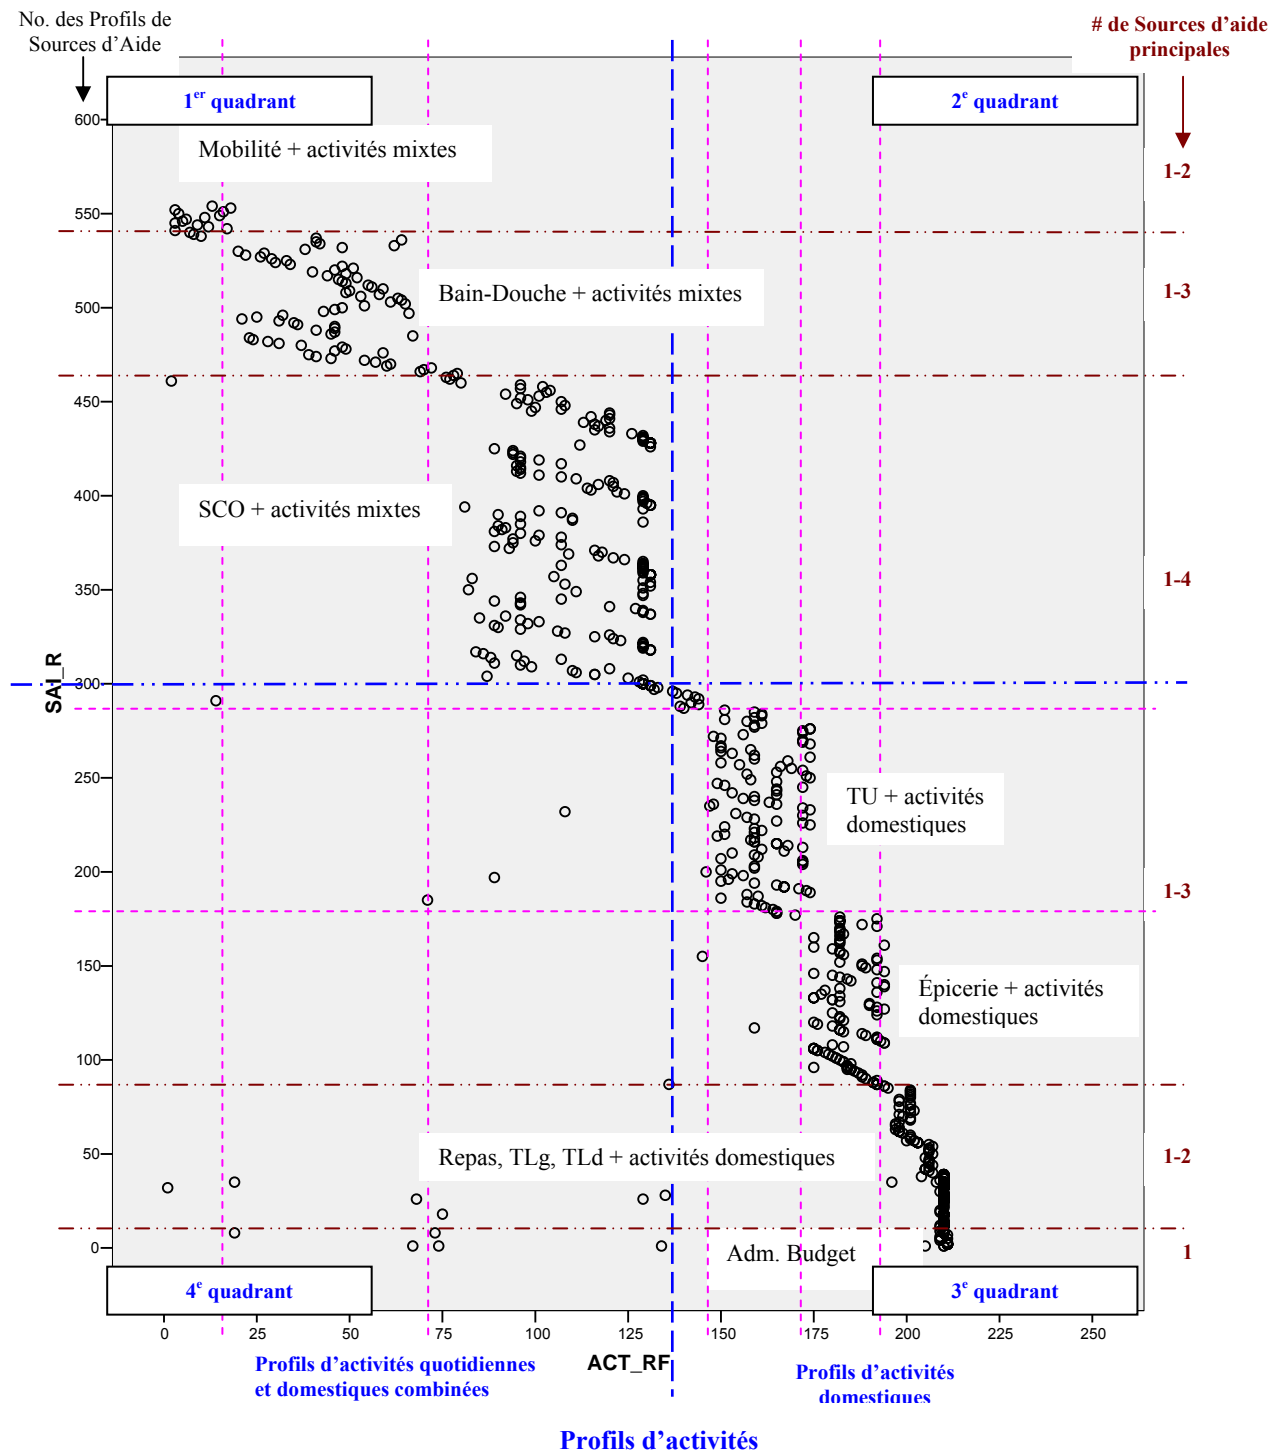 No. des Profils de
Sources d'Aide
# de Sources d'aide
principales
1er quadrant
2e quadrant
600
Mobilité + activités mixtes
1-2
550
Bain-Douche + activités mixtes
1-3
500
450
SCO + activités mixtes
400
1-4
350
SAI_R
300
250
TU + activités
domestiques
200
1-3
150
Épicerie + activités
domestiques
100
Repas, TLg, TLd + activités domestiques
1-2
50
0
Adm. Budget
1
4e quadrant
3e quadrant
0 25 50 75 100 125 150 175 200 225 250
ACT_RF
Profils d'activités quotidiennes
et domestiques combinées
Profils d'activités
domestiques
Profils d'activités